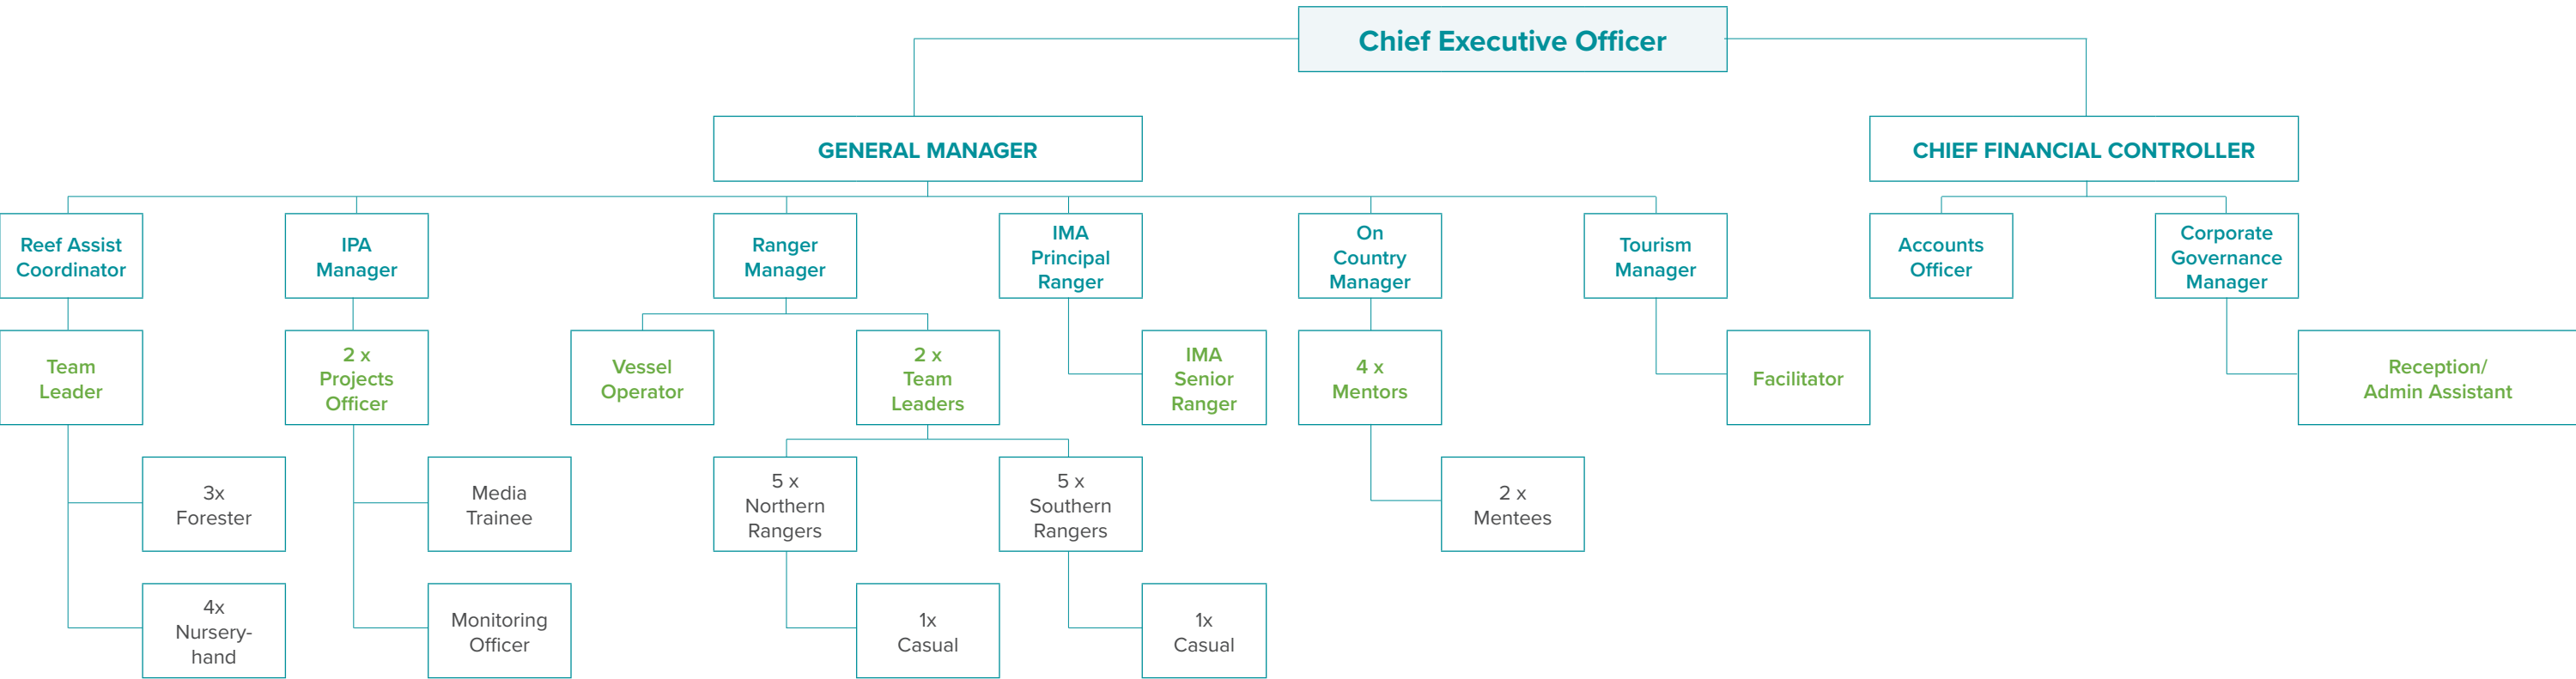 Chief Executive Officer
GENERAL MANAGER
CHIEF FINANCIAL CONTROLLER
Reef Assist
Coordinator
IPA
Manager
Ranger
Manager
IMA
Principal
Ranger
On
Country
Manager
Tourism
Manager
Accounts
Officer
Corporate
Governance
Manager
Team
Leader
2 x
Projects
Officer
Vessel
Operator
2 x
Team
Leaders
IMA
Senior
Ranger
4 x
Mentors
Facilitator
Reception/
Admin Assistant
3x
Forester
Media
Trainee
5 x
Northern
Rangers
5 x
Southern
Rangers
2 x
Mentees
4x
Nursery-
hand
Monitoring
Officer
1x
Casual
1x
Casual